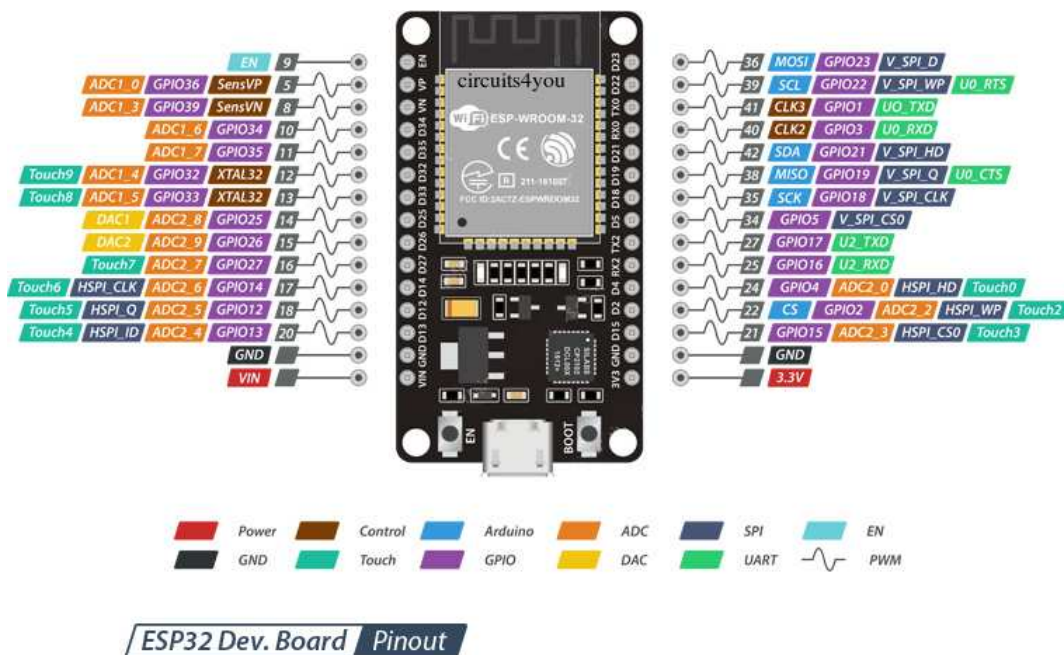 EN 9
ADC1_0 GPIO36 SensVP 5
ADC1_3 GPIO39 SensVN 8
ADC1_6 GPIO34 10
ADC1_7 GPIO35 11
Touch9 ADC1_4 GPIO32 XTAL32 12
Touch8 ADC1_5 GPIO33 XTAL32 13
DAC1 ADC2_8 GPIO25 14
DAC2 ADC2_9 GPIO26 15
Touch7 ADC2_7 GPIO27 16
Touch6 HSPI_CLK ADC2_6 GPIO14 17
Touch5 HSPI_Q ADC2_5 GPIO12 18
Touch4 HSPI_ID ADC2_4 GPIO13 20
GND
VIN
EN
VP
VN
D34
D35
D32
D33
D25
D26
D27
D14
D12
D13
GND
VIN
circuits4you
WiFi ESP-WROOM-32
CE
R 211-161007
FCC ID:2AC7Z-ESPWROOM32
SILABS
CP2102
EN
BOOT
D23
D22
TX0
RX0
D21
D19
D18
D5
TX2
RX2
D4
D2
D15
GND
3V3
36 MOSI GPIO23 V_SPI_D
39 SCL GPIO22 V_SPI_WP U0_RTS
41 CLK3 GPIO1 U0_TXD
40 CLK2 GPIO3 U0_RXD
42 SDA GPIO21 V_SPI_HD
38 MISO GPIO19 V_SPI_Q U0_CTS
35 SCK GPIO18 V_SPI_CLK
34 GPIO5 V_SPI_CS0
27 GPIO17 U2_TXD
25 GPIO16 U2_RXD
24 GPIO4 ADC2_0 HSPI_HD Touch0
22 CS GPIO2 ADC2_2 HSPI_WP Touch2
21 GPIO15 ADC2_3 HSPI_CS0 Touch3
GND
3.3V
Power Control Arduino ADC SPI EN
GND Touch GPIO DAC UART PWM
ESP32 Dev. Board Pinout